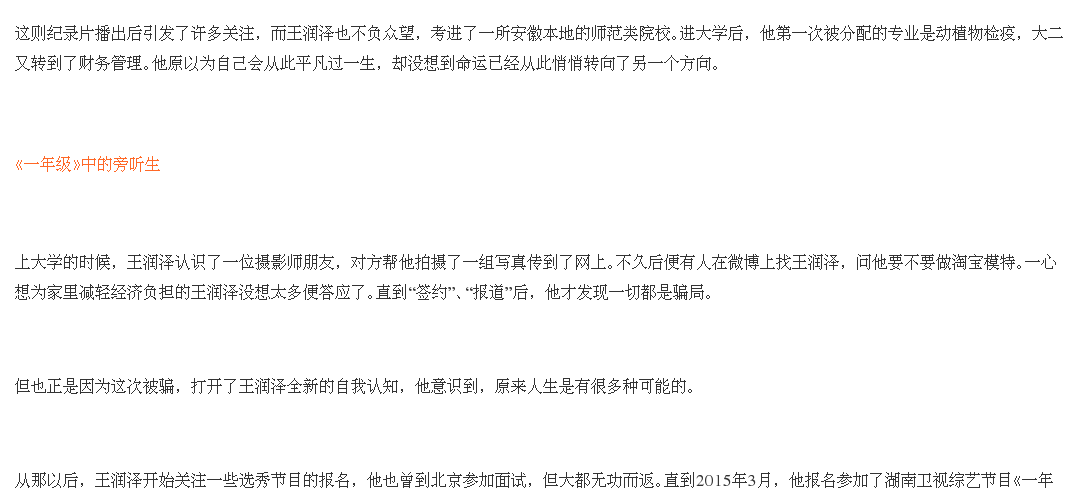 这则纪录片播出后引发了许多关注，而王润泽也不负众望，考进了一所安徽本地的师范类院校。进大学后，他第一次被分配的专业是动植物检疫，大二
又转到了财务管理。他原以为自己会从此平凡过一生，却没想到命运已经从此悄悄转向了另一个方向。
《一年级》中的旁听生
上大学的时候，王润泽认识了一位摄影师朋友，对方帮他拍摄了一组写真传到了网上。不久后便有人在微博上找王润泽，问他要不要做淘宝模特。一心
想为家里减轻经济负担的王润泽没想太多便答应了。直到“签约”、“报道”后，他才发现一切都是骗局。
但也正是因为这次被骗，打开了王润泽全新的自我认知，他意识到，原来人生是有很多种可能的。
从那以后，王润泽开始关注一些选秀节目的报名，他也曾到北京参加面试，但大都无功而返。直到2015年3月，他报名参加了湖南卫视综艺节目《一年